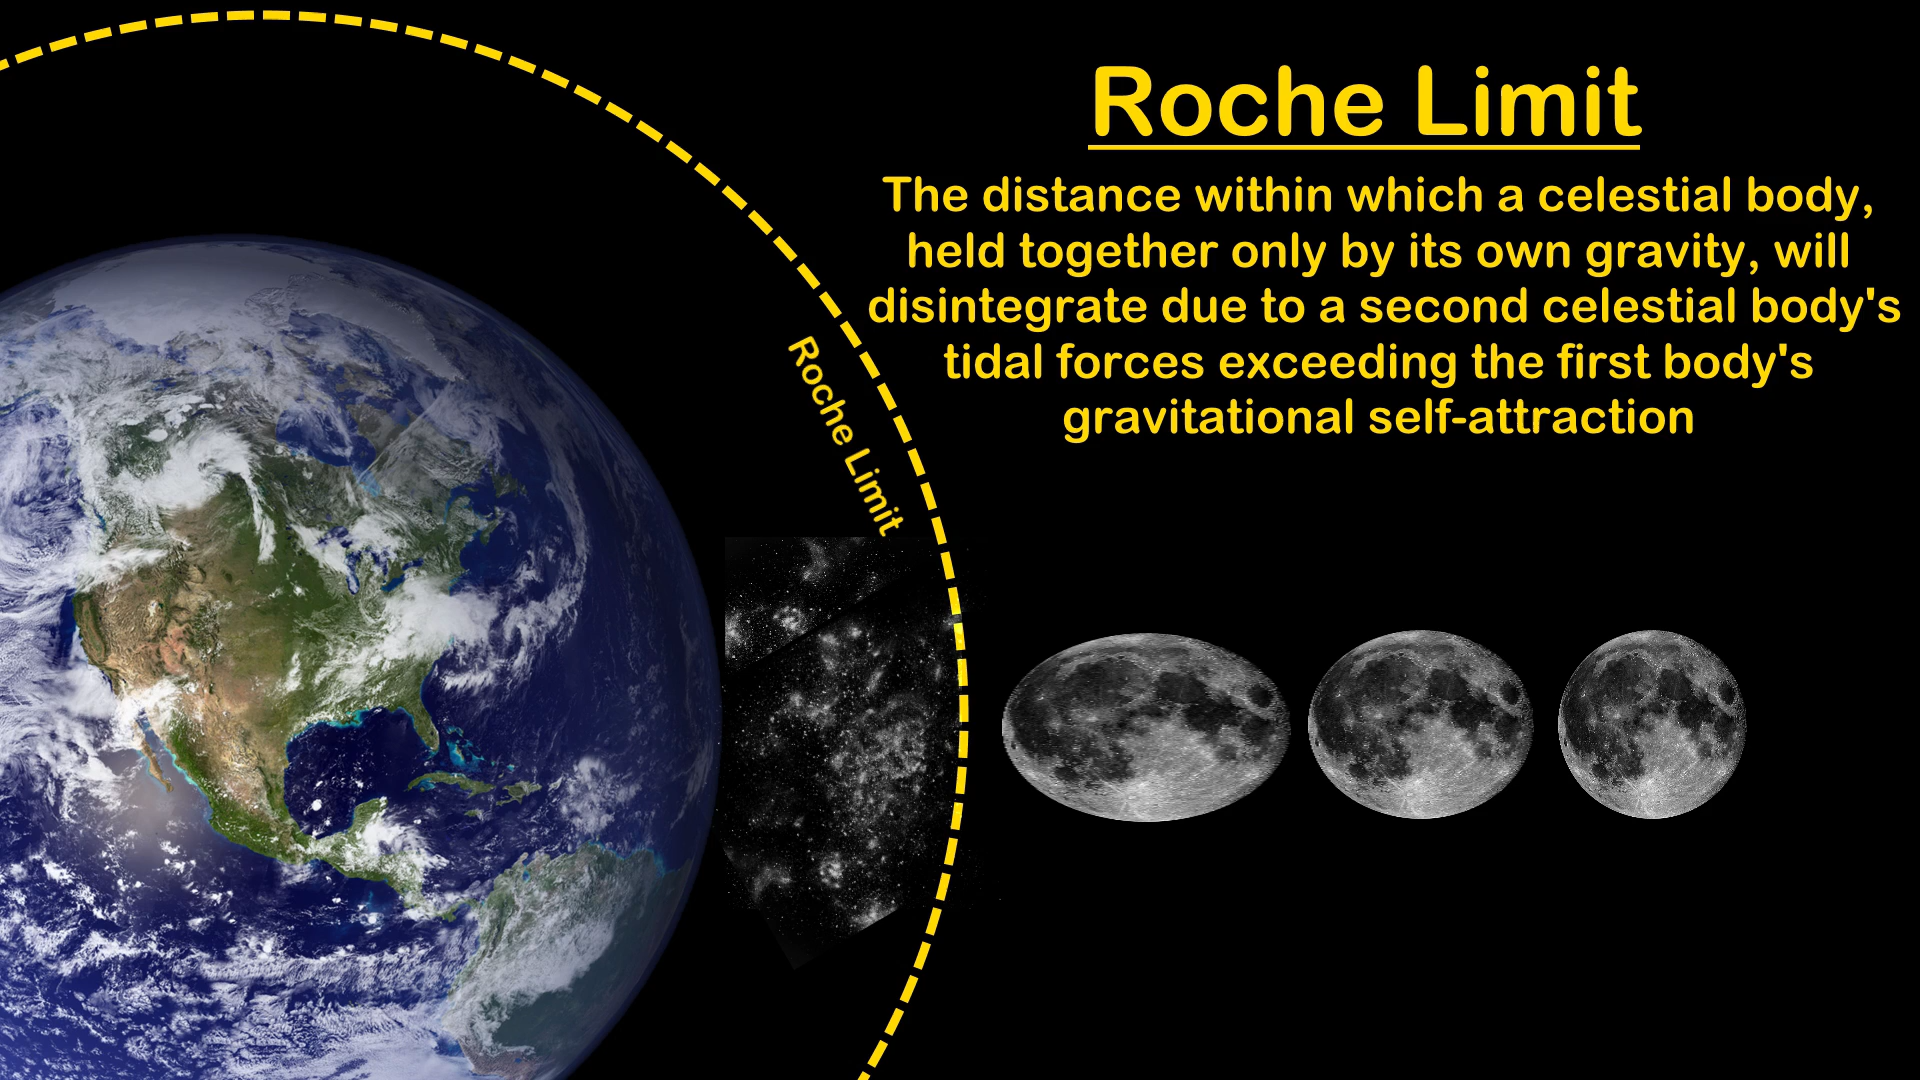 Roche Limit
The distance within which a celestial body,
held together only by its own gravity, will
disintegrate due to a second celestial body's
tidal forces exceeding the first body's
gravitational self-attraction
Roche Limit